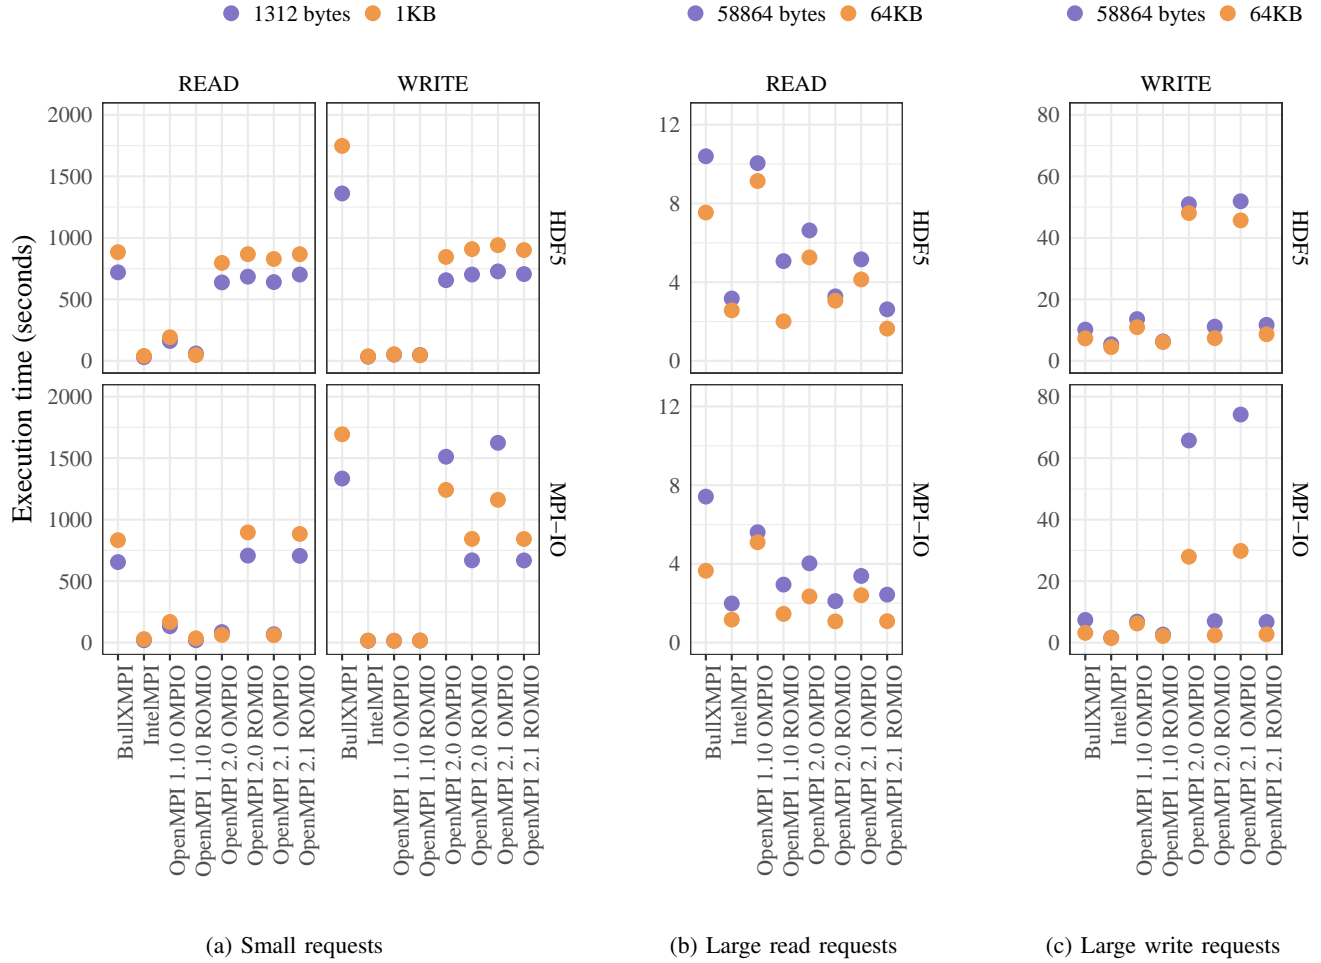 1312 bytes 1KB
58864 bytes 64KB
58864 bytes 64KB
READ
WRITE
READ
WRITE
Execution time (seconds)
2000
1500
1000
500
0
2000
1500
1000
500
0
HDF5
MPI−IO
BullXMPI
IntelMPI
OpenMPI 1.10 OMPIO
OpenMPI 1.10 ROMIO
OpenMPI 2.0 OMPIO
OpenMPI 2.0 ROMIO
OpenMPI 2.1 OMPIO
OpenMPI 2.1 ROMIO
BullXMPI
IntelMPI
OpenMPI 1.10 OMPIO
OpenMPI 1.10 ROMIO
OpenMPI 2.0 OMPIO
OpenMPI 2.0 ROMIO
OpenMPI 2.1 OMPIO
OpenMPI 2.1 ROMIO
12
8
4
0
12
8
4
0
HDF5
MPI−IO
BullXMPI
IntelMPI
OpenMPI 1.10 OMPIO
OpenMPI 1.10 ROMIO
OpenMPI 2.0 OMPIO
OpenMPI 2.0 ROMIO
OpenMPI 2.1 OMPIO
OpenMPI 2.1 ROMIO
80
60
40
20
0
80
60
40
20
0
HDF5
MPI−IO
BullXMPI
IntelMPI
OpenMPI 1.10 OMPIO
OpenMPI 1.10 ROMIO
OpenMPI 2.0 OMPIO
OpenMPI 2.0 ROMIO
OpenMPI 2.1 OMPIO
OpenMPI 2.1 ROMIO
(a) Small requests
(b) Large read requests
(c) Large write requests